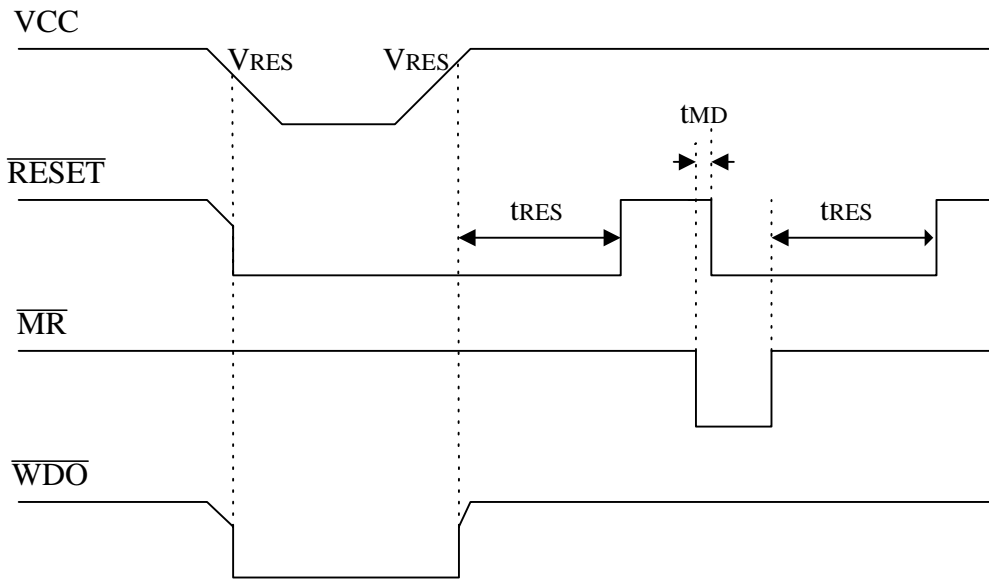 VCC
VRES VRES
tMD
RESET
tRES tRES
MR
WDO